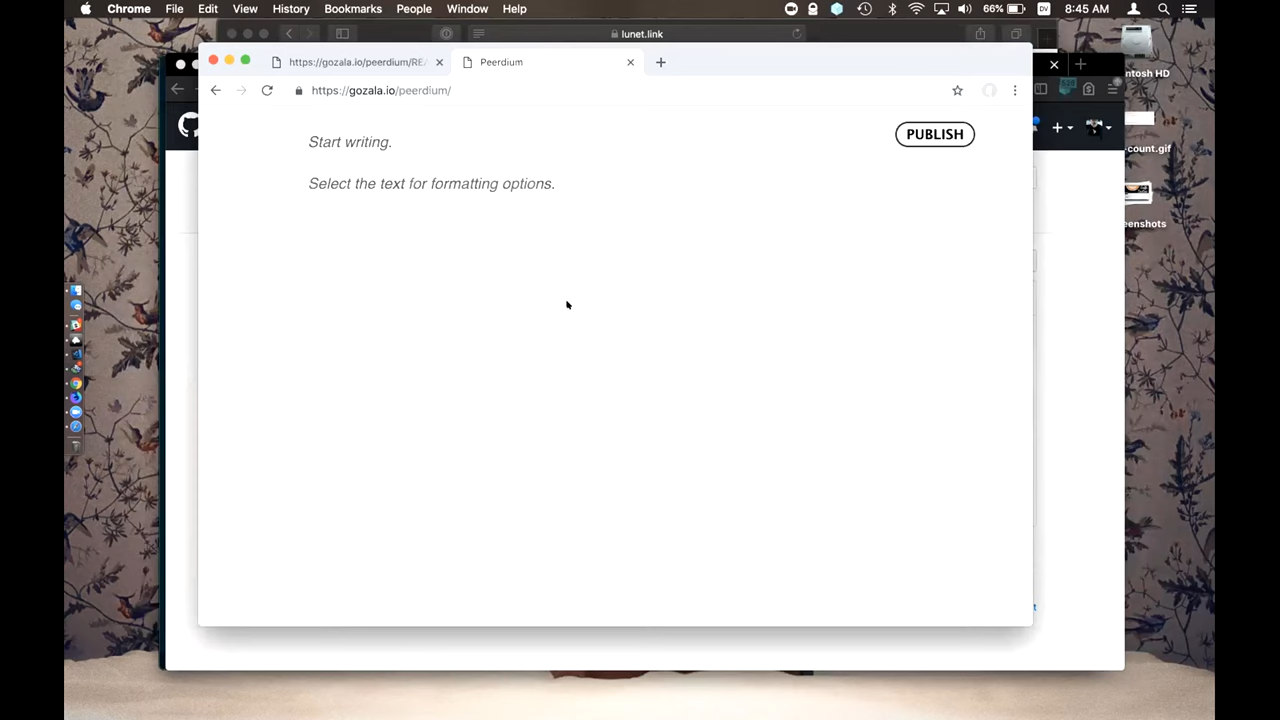 Chrome File Edit View History Bookmarks People Window Help 66% DV 8:45 AM
lunet.link
https://gozala.io/peerdium/RE Peerdium
https://gozala.io/peerdium/
Start writing.
PUBLISH
Select the text for formatting options.
ntosh HD
-count.gif
eenshots
t